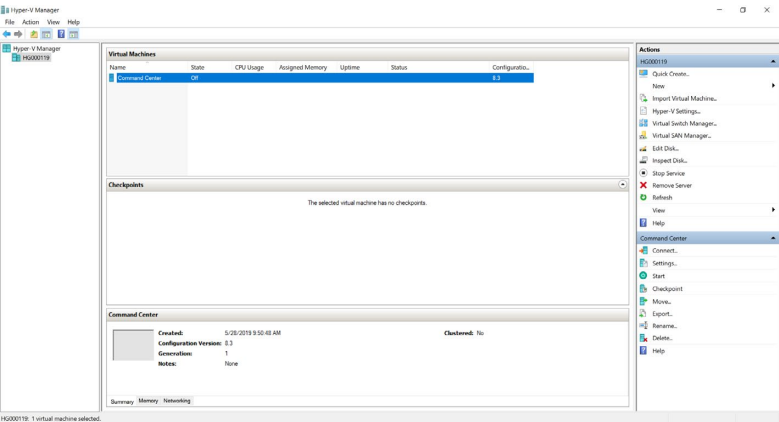 Hyper-V Manager
File Action View Help
Hyper-V Manager
HG000119
Virtual Machines
Name State CPU Usage Assigned Memory Uptime Status Configuratio...
Command Center Off 8.3
Checkpoints
The selected virtual machine has no checkpoints.
Command Center
Created: 5/28/2019 9:50:48 AM Clustered: No
Configuration Version: 8.3
Generation: 1
Notes: None
Summary Memory Networking
Actions
HG000119
Quick Create...
New
Import Virtual Machine...
Hyper-V Settings...
Virtual Switch Manager...
Virtual SAN Manager...
Edit Disk...
Inspect Disk...
Stop Service
Remove Server
Refresh
View
Help
Command Center
Connect...
Settings...
Start
Checkpoint
Move...
Export...
Rename...
Delete...
Help
HG000119: 1 virtual machine selected.